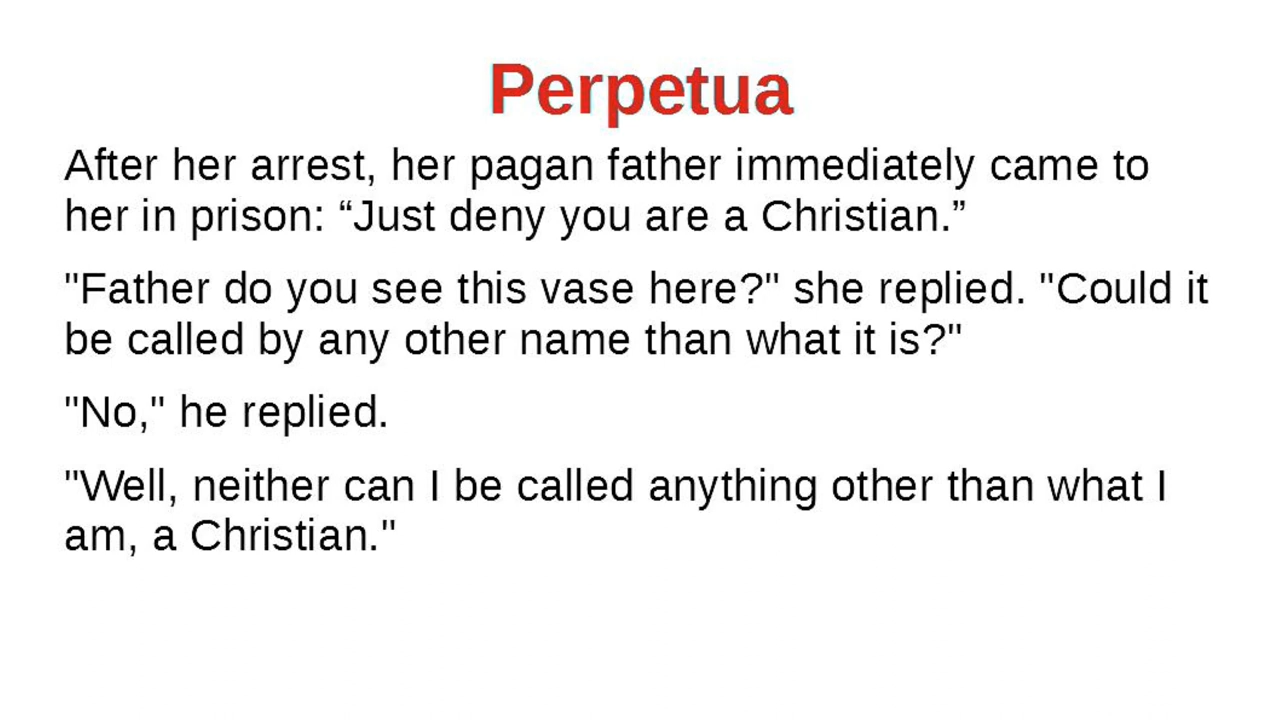 Perpetua
After her arrest, her pagan father immediately came to
her in prison: “Just deny you are a Christian.”
"Father do you see this vase here?" she replied. "Could it
be called by any other name than what it is?"
"No," he replied.
"Well, neither can I be called anything other than what I
am, a Christian."